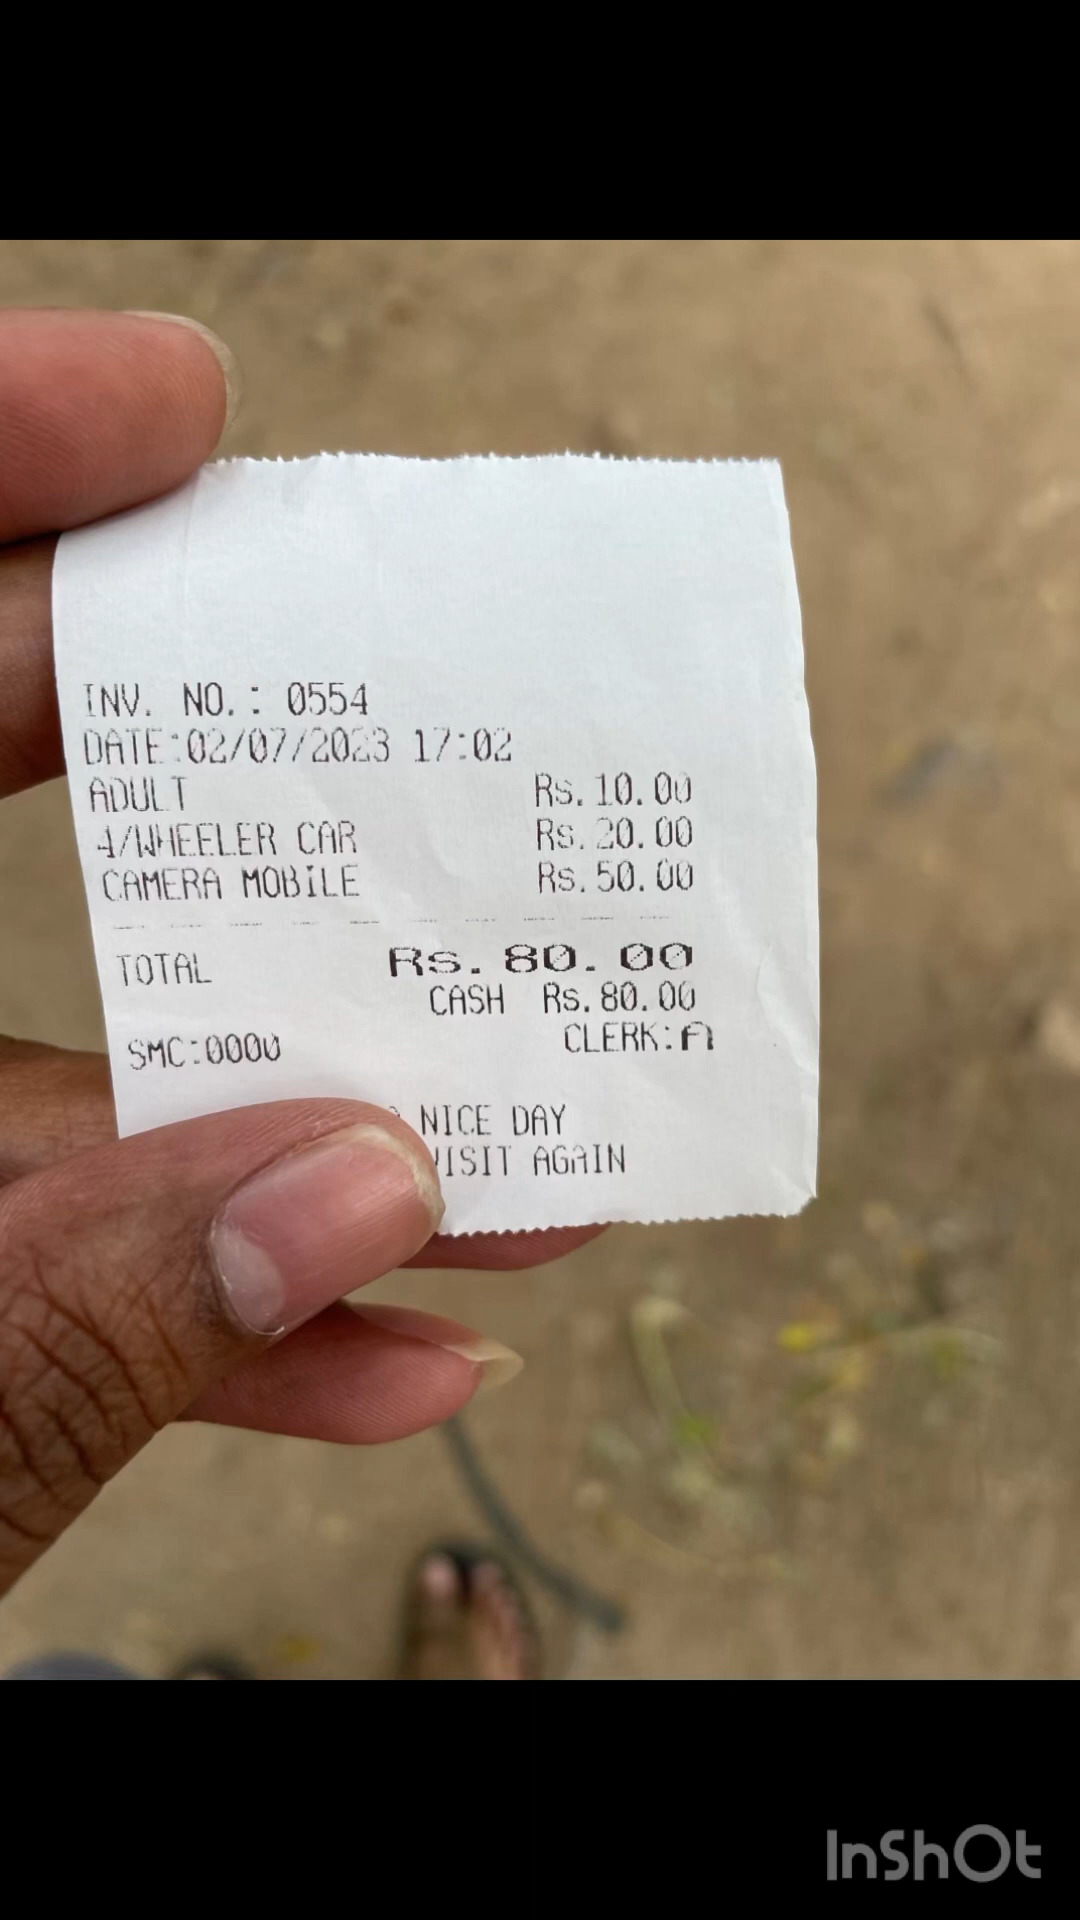 INV. NO.: 0554
DATE:02/07/2023 17:02
ADULT Rs.10.00
4/WHEELER CAR Rs.20.00
CAMERA MOBiLE Rs.50.00
TOTAL Rs.80.00
CASH Rs.80.00
SMC:0000 CLERK:A
NICE DAY
VISIT AGAIN
InShOt